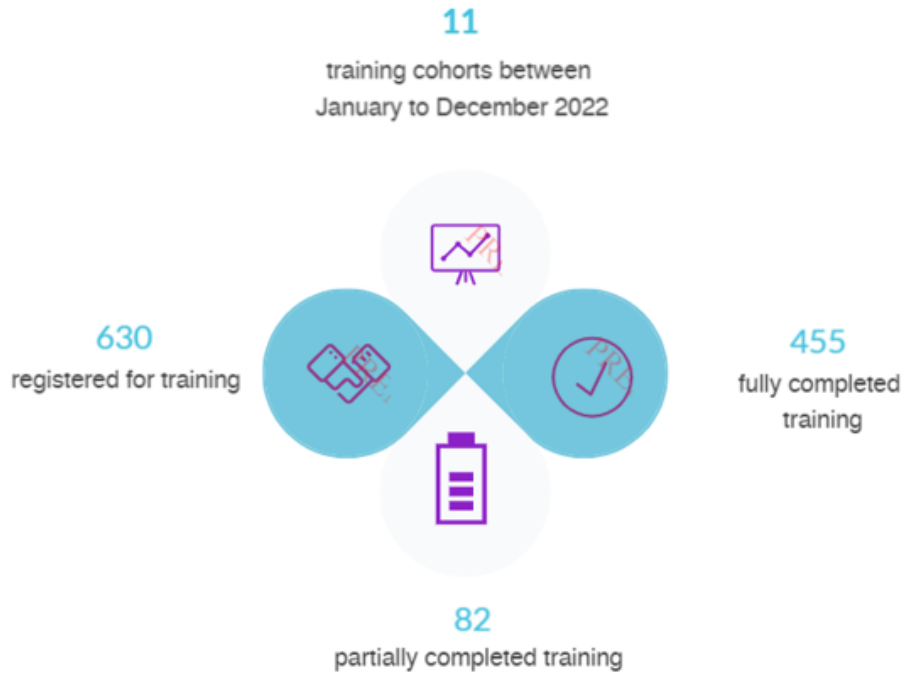 11
training cohorts between
January to December 2022
630
registered for training
455
fully completed
training
82
partially completed training